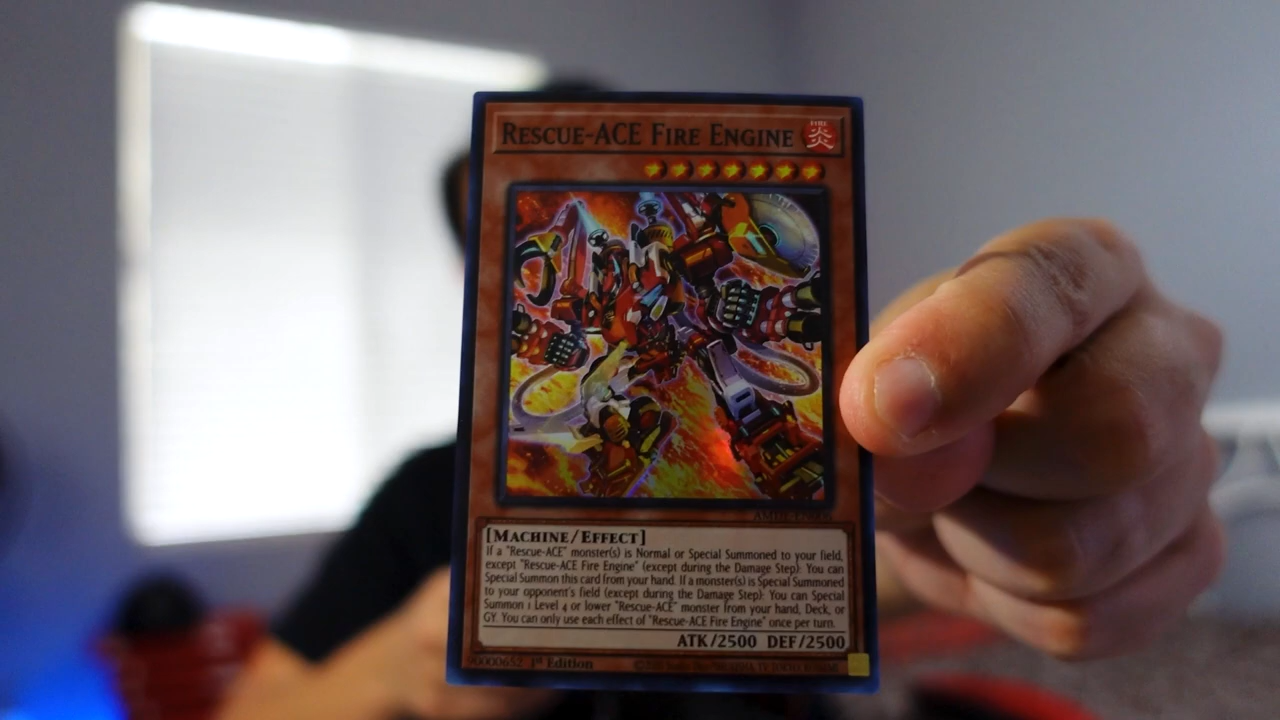 RESCUE-ACE FIRE ENGINE
FIRE
炎
[MACHINE/EFFECT]
If a "Rescue-ACE" monster(s) is Normal or Special Summoned to your field,
except "Rescue-ACE Fire Engine" (except during the Damage Step): You can
Special Summon this card from your hand. If a monster(s) is Special Summoned
to your opponent's field (except during the Damage Step): You can Special
Summon 1 Level 4 or lower "Rescue-ACE" monster from your hand, Deck, or
GY. You can only use each effect of "Rescue-ACE Fire Engine" once per turn.
ATK/2500 DEF/2500
90000652 1st Edition